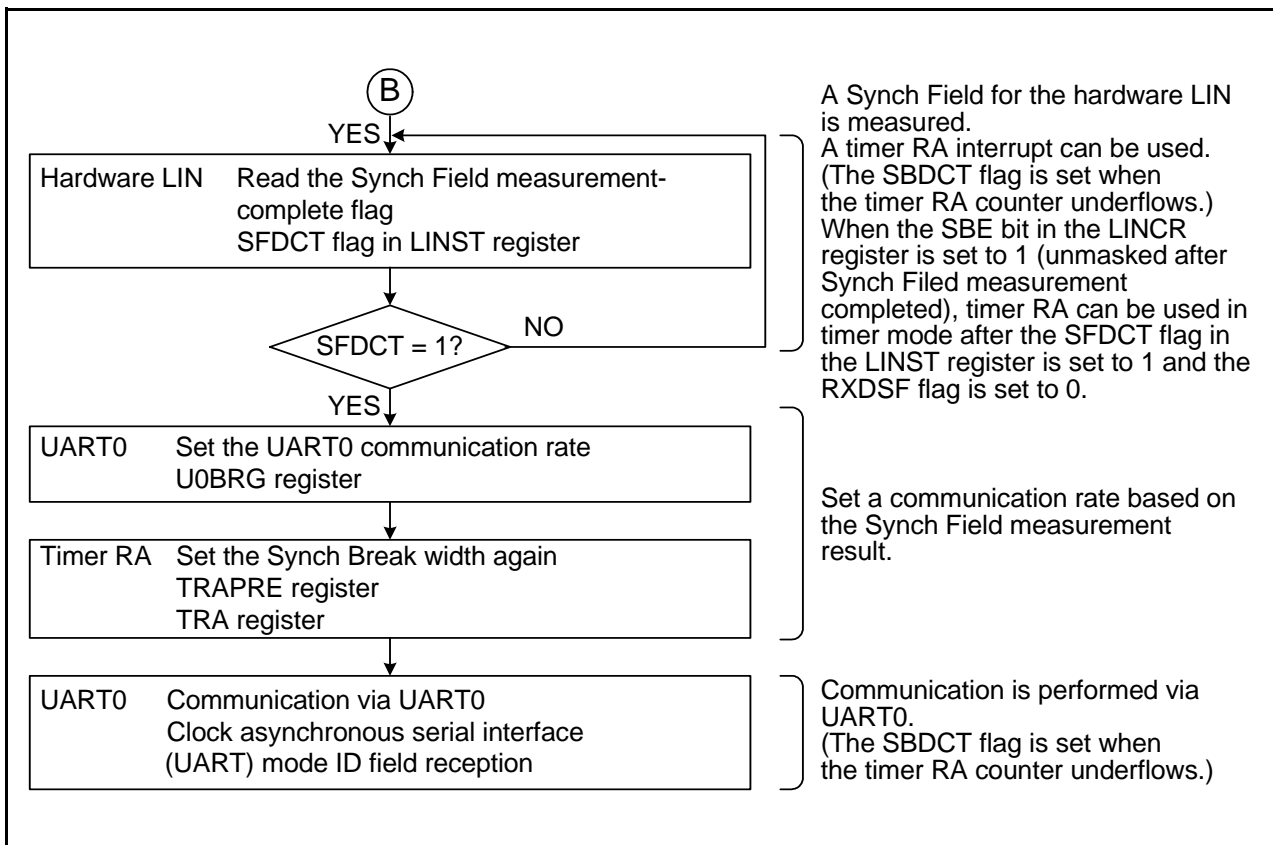 B
YES
Hardware LIN Read the Synch Field measurement-
complete flag
SFDCT flag in LINST register
SFDCT = 1?
NO
YES
A Synch Field for the hardware LIN
is measured.
A timer RA interrupt can be used.
(The SBDCT flag is set when
the timer RA counter underflows.)
When the SBE bit in the LINCR
register is set to 1 (unmasked after
Synch Filed measurement
completed), timer RA can be used in
timer mode after the SFDCT flag in
the LINST register is set to 1 and the
RXDSF flag is set to 0.
UART0 Set the UART0 communication rate
U0BRG register
Timer RA Set the Synch Break width again
TRAPRE register
TRA register
Set a communication rate based on
the Synch Field measurement
result.
UART0 Communication via UART0
Clock asynchronous serial interface
(UART) mode ID field reception
Communication is performed via
UART0.
(The SBDCT flag is set when
the timer RA counter underflows.)